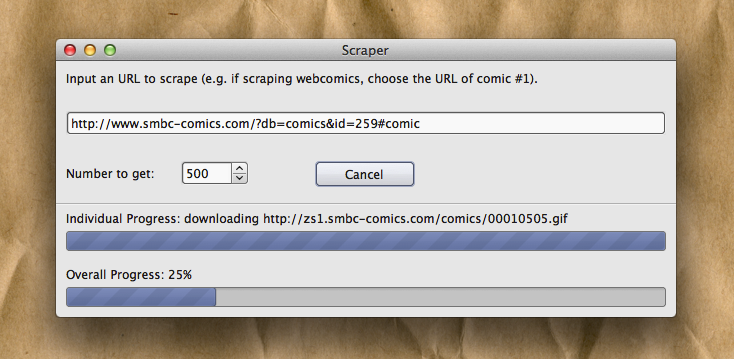 Scraper
Input an URL to scrape (e.g. if scraping webcomics, choose the URL of comic #1).
http://www.smbc-comics.com/?db=comics&id=259#comic
Number to get: 500 Cancel
Individual Progress: downloading http://zs1.smbc-comics.com/comics/00010505.gif
Overall Progress: 25%